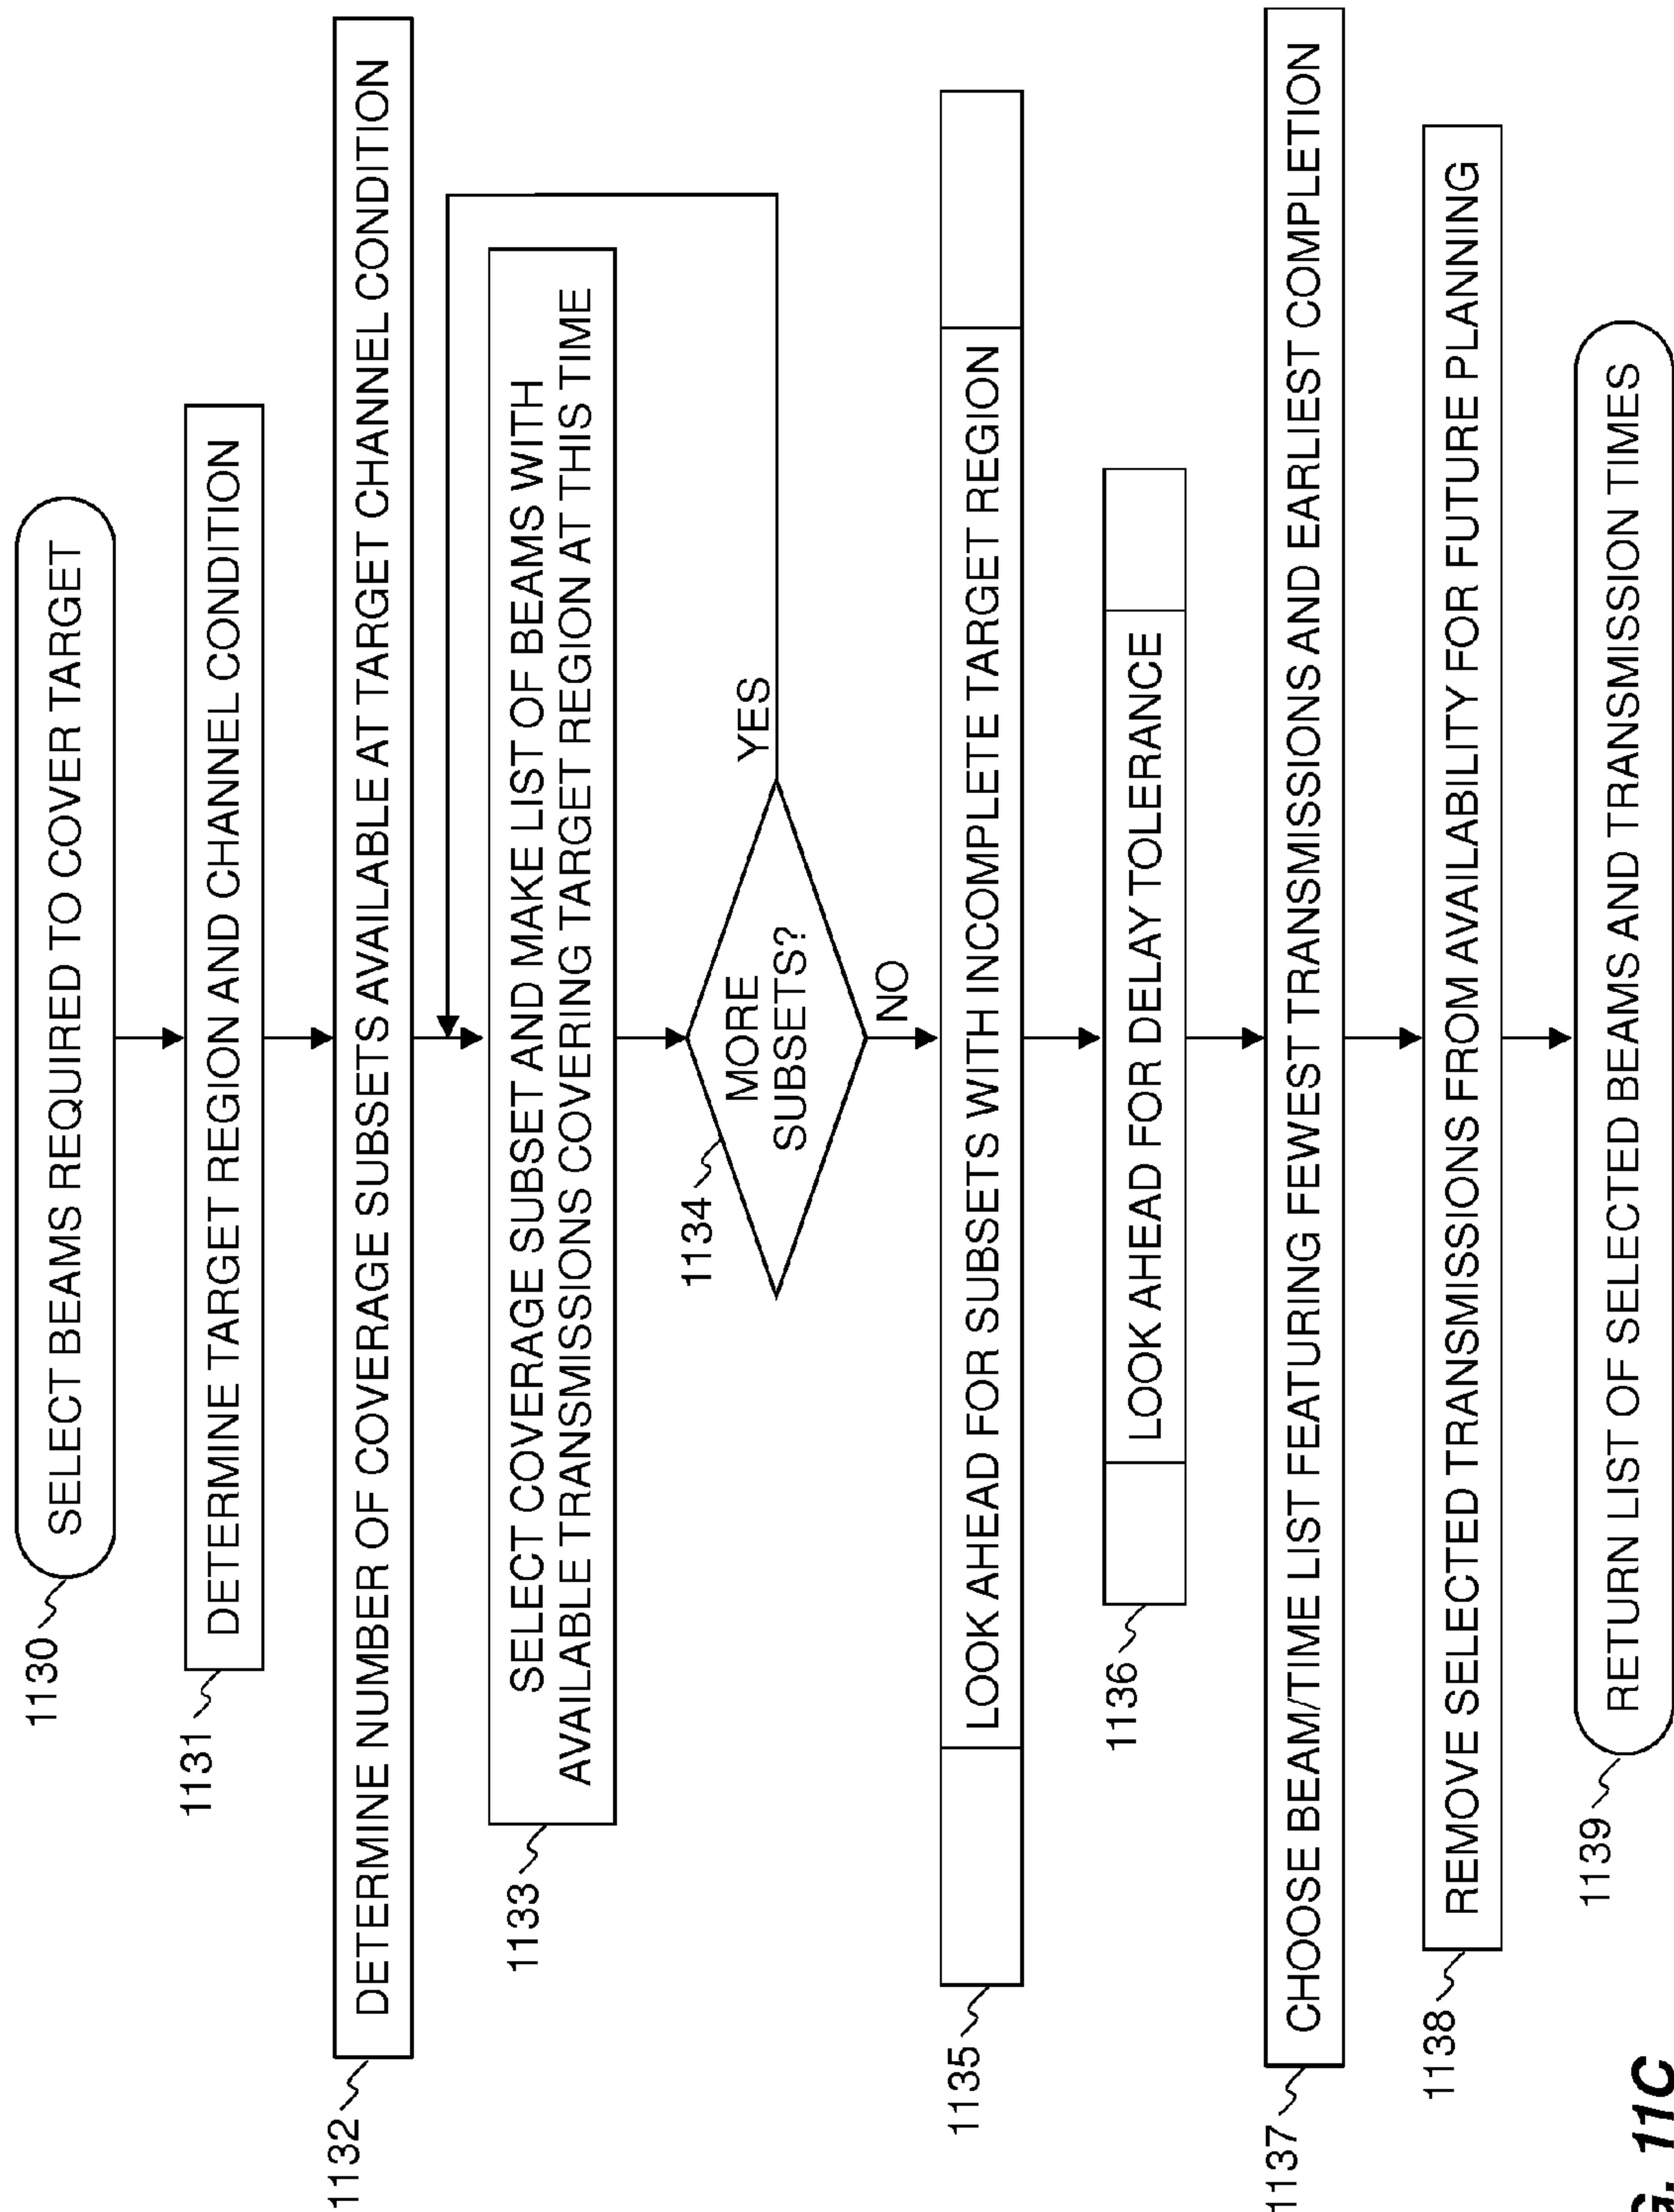 1130
SELECT BEAMS REQUIRED TO COVER TARGET
1131
DETERMINE TARGET REGION AND CHANNEL CONDITION
1132
DETERMINE NUMBER OF COVERAGE SUBSETS AVAILABLE AT TARGET CHANNEL CONDITION
1133
SELECT COVERAGE SUBSET AND MAKE LIST OF BEAMS WITH
AVAILABLE TRANSMISSIONS COVERING TARGET REGION AT THIS TIME
1134
MORE
SUBSETS?
YES
NO
1135
LOOK AHEAD FOR SUBSETS WITH INCOMPLETE TARGET REGION
1136
LOOK AHEAD FOR DELAY TOLERANCE
1137
CHOOSE BEAM/TIME LIST FEATURING FEWEST TRANSMISSIONS AND EARLIEST COMPLETION
1138
REMOVE SELECTED TRANSMISSIONS FROM AVAILABILITY FOR FUTURE PLANNING
1139
RETURN LIST OF SELECTED BEAMS AND TRANSMISSION TIMES
G. 11C